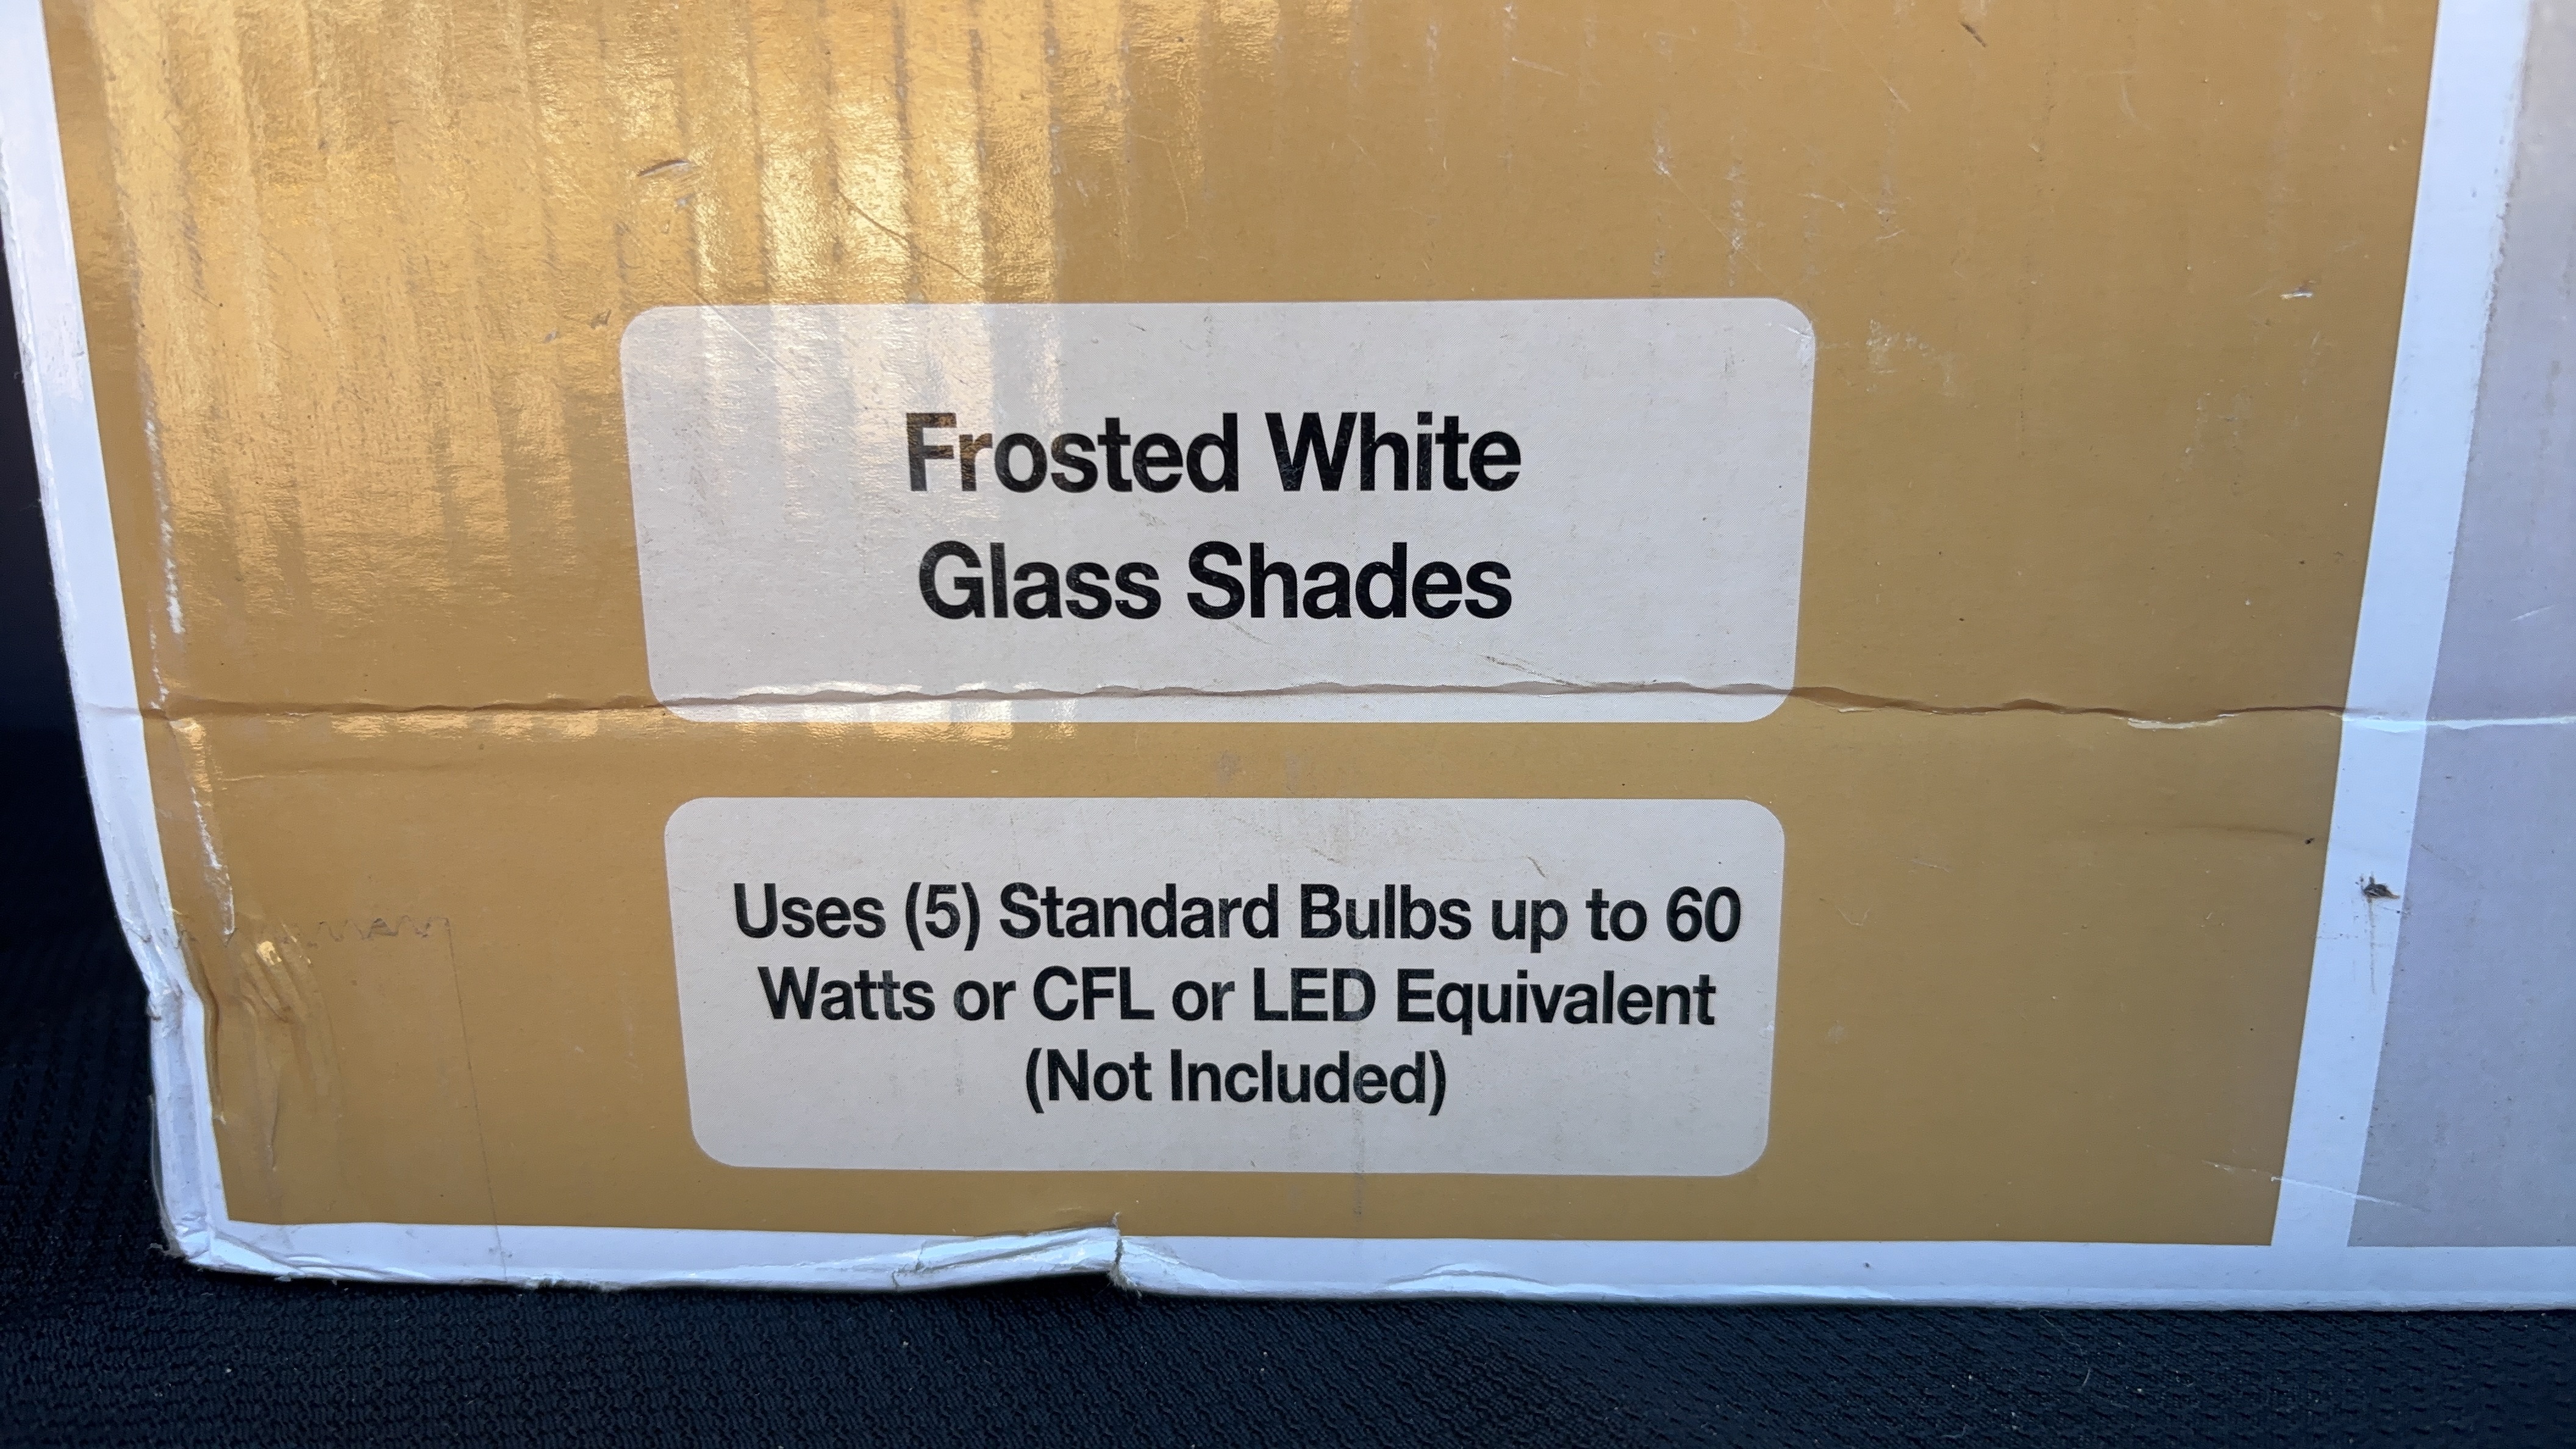 Frosted White
Glass Shades
Uses (5) Standard Bulbs up to 60
Watts or CFL or LED Equivalent
(Not Included)